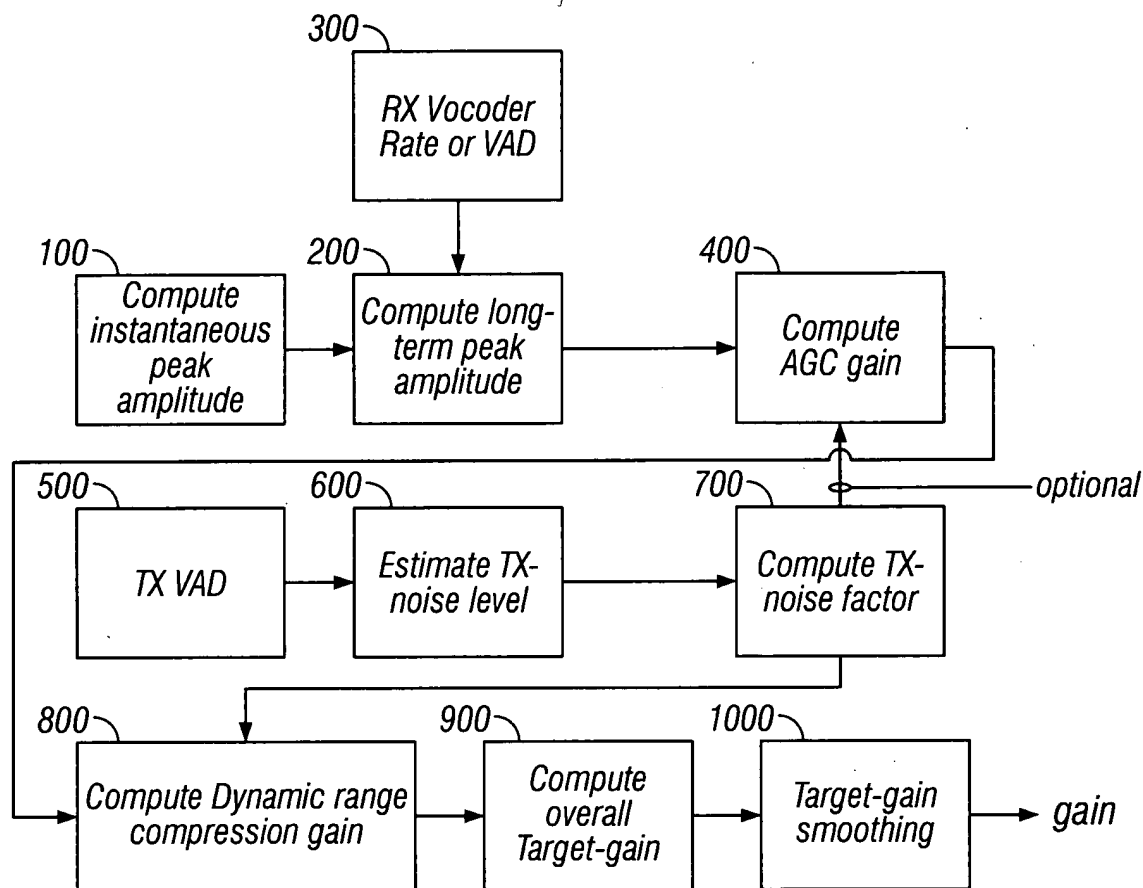 300
RX Vocoder
Rate or VAD
100
Compute
instantaneous
peak
amplitude
200
Compute long-
term peak
amplitude
400
Compute
AGC gain
500
TX VAD
600
Estimate TX-
noise level
700
Compute TX-
noise factor
optional
800
Compute Dynamic range
compression gain
900
Compute
overall
Target-gain
1000
Target-gain
smoothing
gain